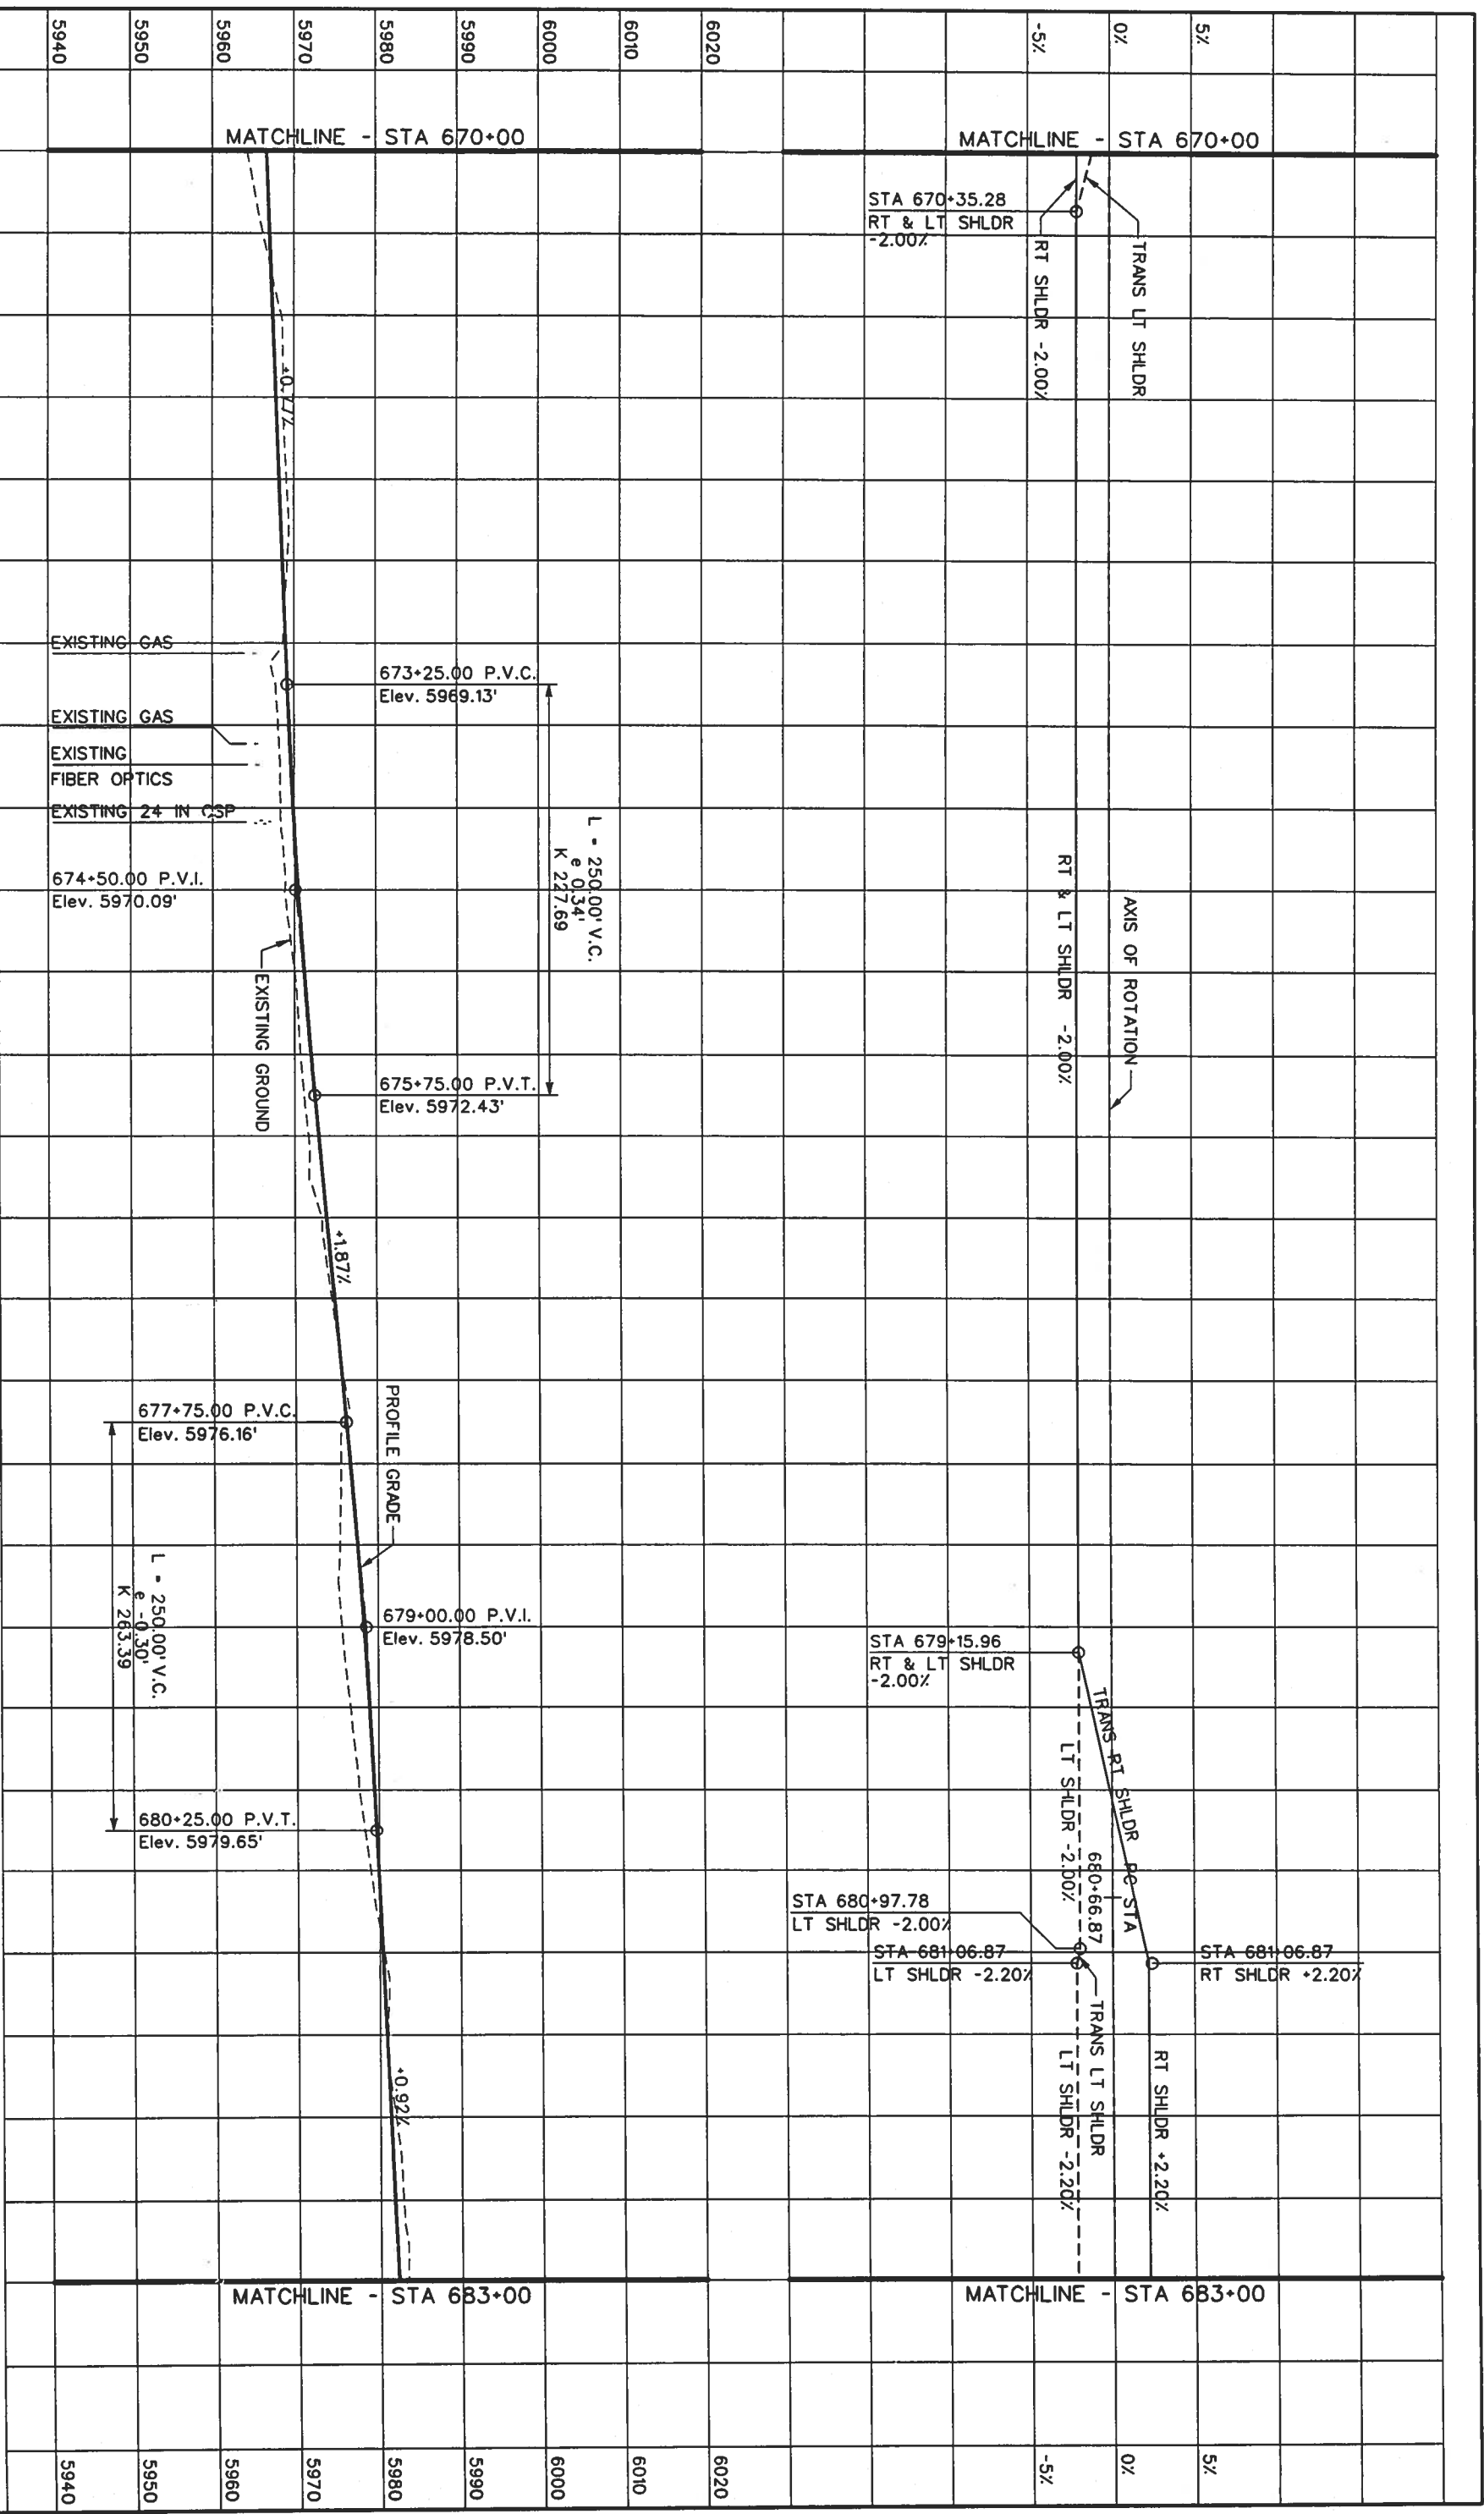 5940
5950
5960
5970
5980
5990
6000
6010
6020
-5%
0%
5%
MATCHLINE - STA 670+00
MATCHLINE - STA 670+00
STA 670+35.28
RT & LT SHLDR
-2.00%
RT SHLDR -2.00%
TRANS LT SHLDR
+0.77%
EXISTING GAS
673+25.00 P.V.C.
Elev. 5969.13'
EXISTING GAS
EXISTING
FIBER OPTICS
EXISTING 24 IN CSP
674+50.00 P.V.I.
Elev. 5970.09'
L = 250.00' V.C.
e 0.34'
K 227.69
RT & LT SHLDR -2.00%
AXIS OF ROTATION
EXISTING GROUND
675+75.00 P.V.T.
Elev. 5972.43'
+1.87%
PROFILE GRADE
677+75.00 P.V.C.
Elev. 5976.16'
L = 250.00' V.C.
e -0.30'
K 263.39
679+00.00 P.V.I.
Elev. 5978.50'
STA 679+15.96
RT & LT SHLDR
-2.00%
TRANS RT SHLDR
LT SHLDR -2.00%
PC STA
680+66.87
680+25.00 P.V.T.
Elev. 5979.65'
STA 680+97.78
LT SHLDR -2.00%
STA 681+06.87
LT SHLDR -2.20%
STA 681+06.87
RT SHLDR +2.20%
TRANS LT SHLDR
LT SHLDR -2.20%
RT SHLDR +2.20%
+0.92%
MATCHLINE - STA 683+00
MATCHLINE - STA 683+00
5940
5950
5960
5970
5980
5990
6000
6010
6020
-5%
0%
5%